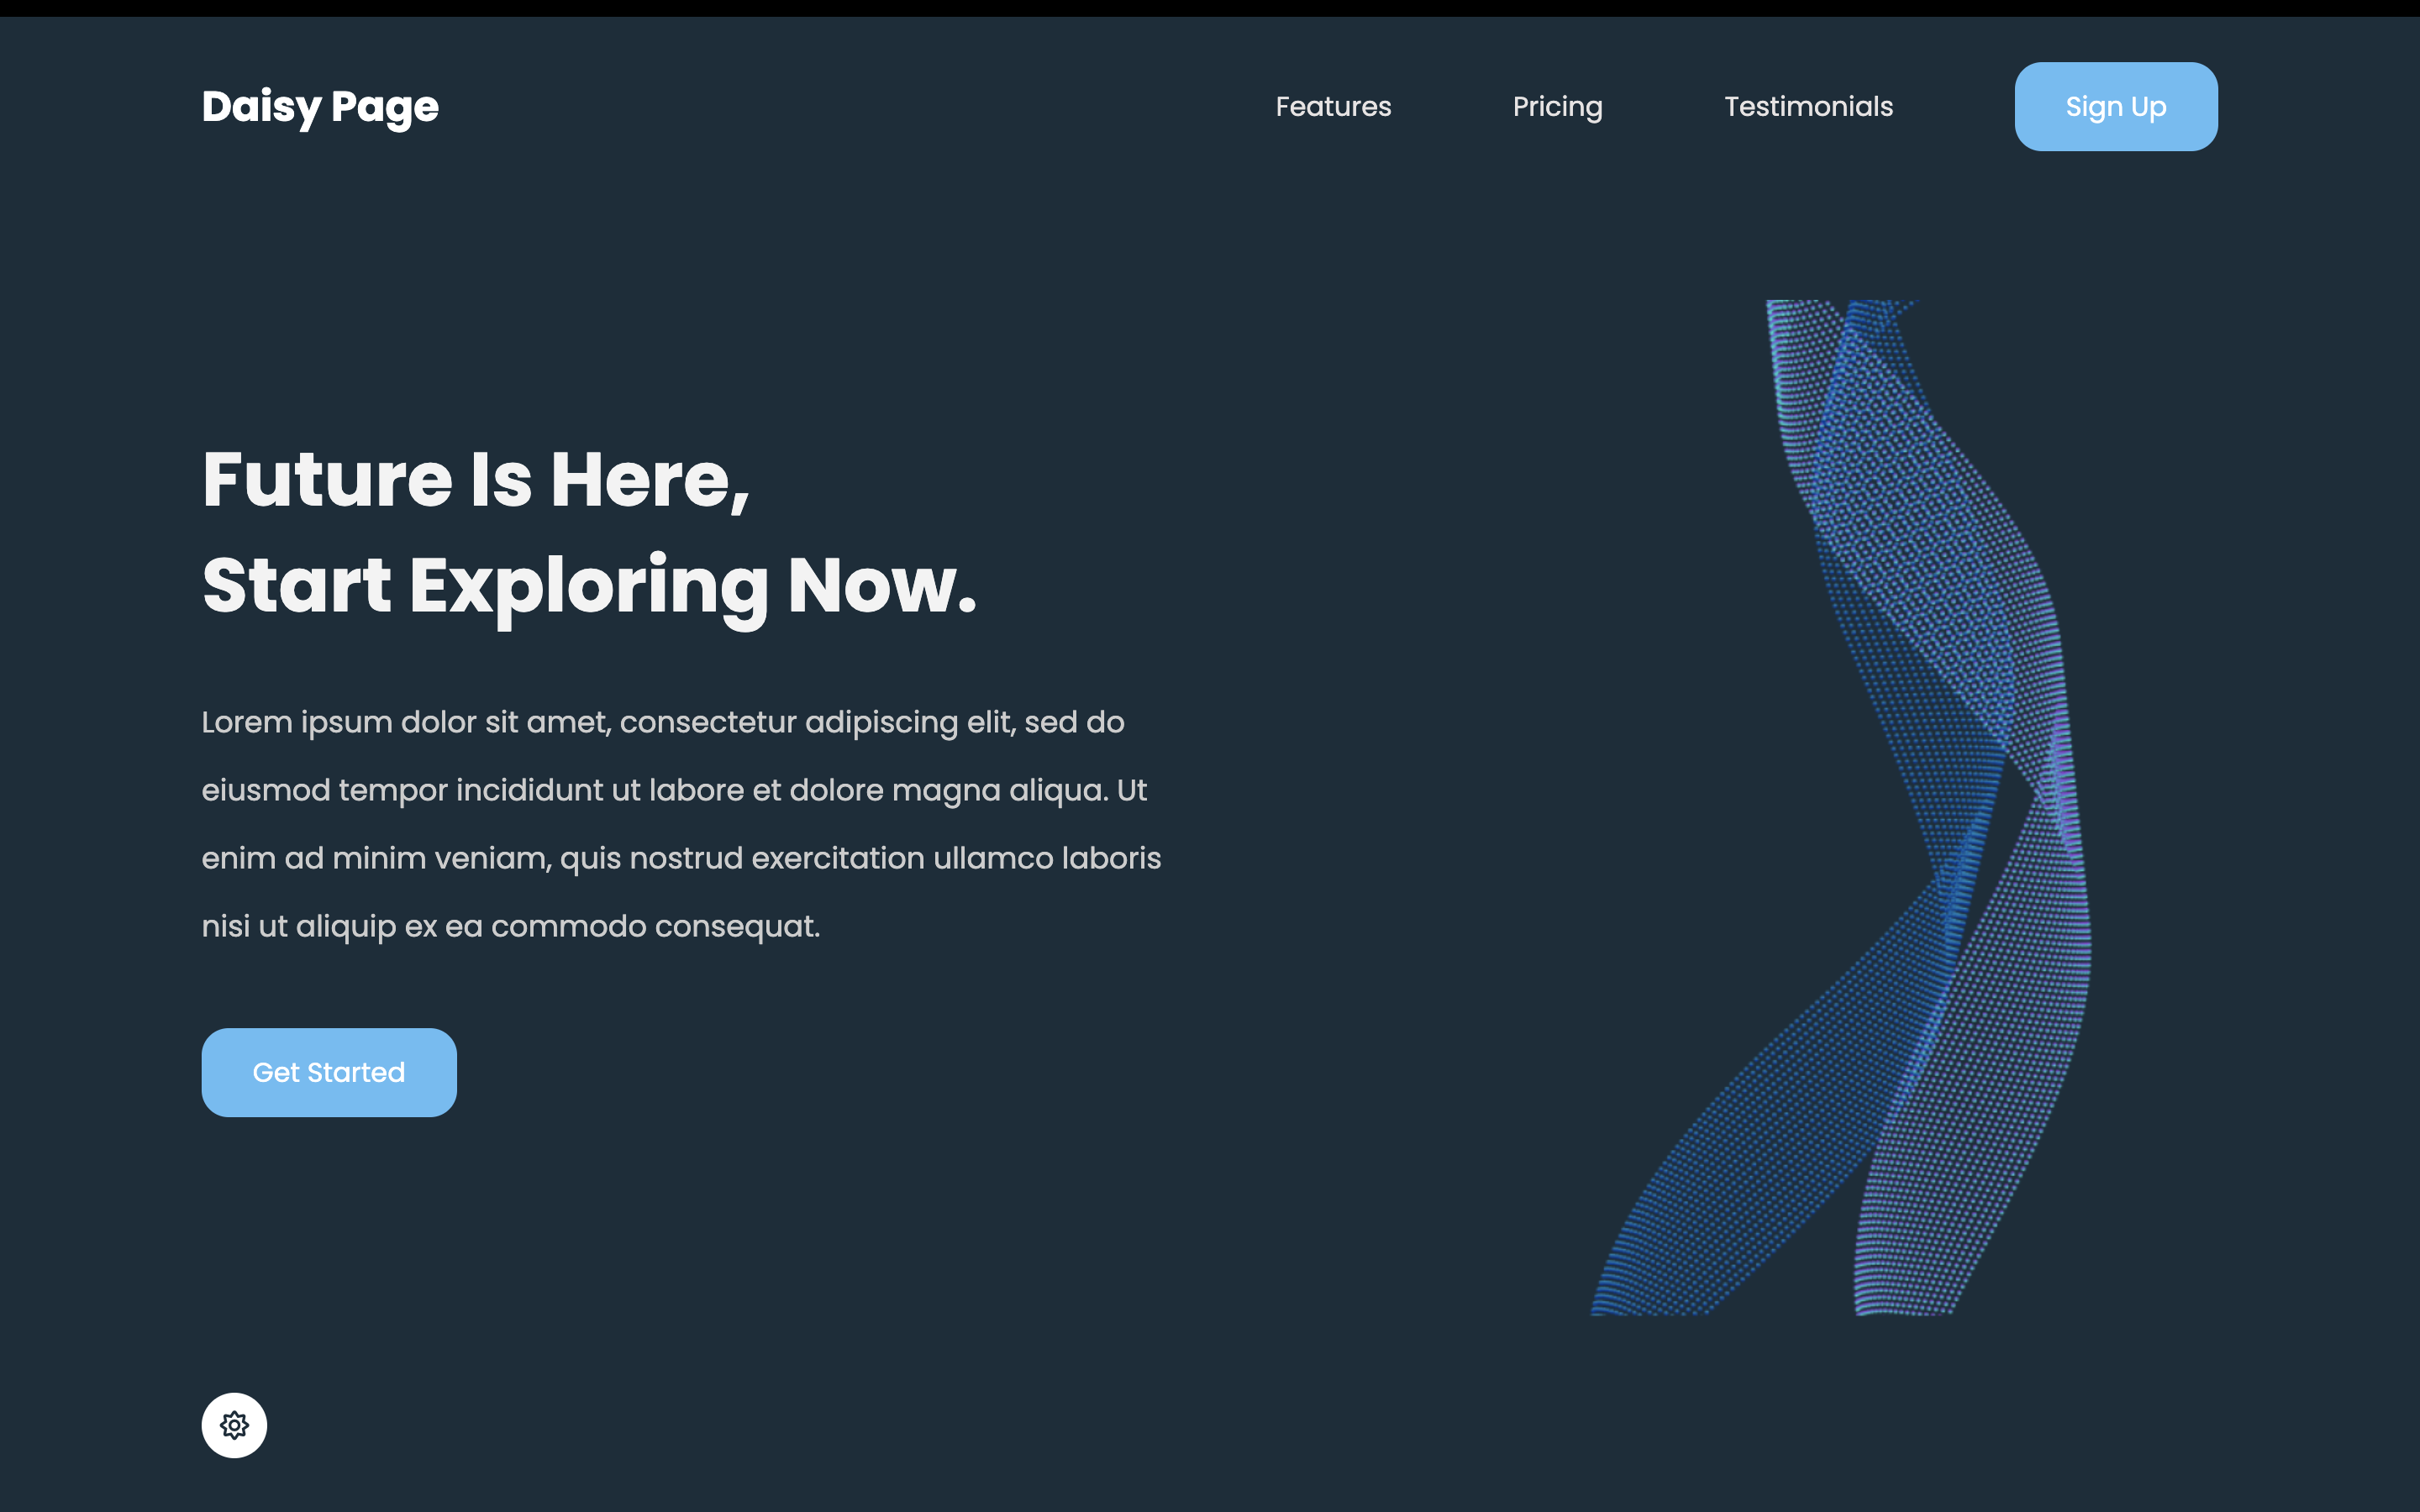 Daisy Page
Features
Pricing
Testimonials
Sign Up
Future Is Here,
Start Exploring Now.
Lorem ipsum dolor sit amet, consectetur adipiscing elit, sed do
eiusmod tempor incididunt ut labore et dolore magna aliqua. Ut
enim ad minim veniam, quis nostrud exercitation ullamco laboris
nisi ut aliquip ex ea commodo consequat.
Get Started